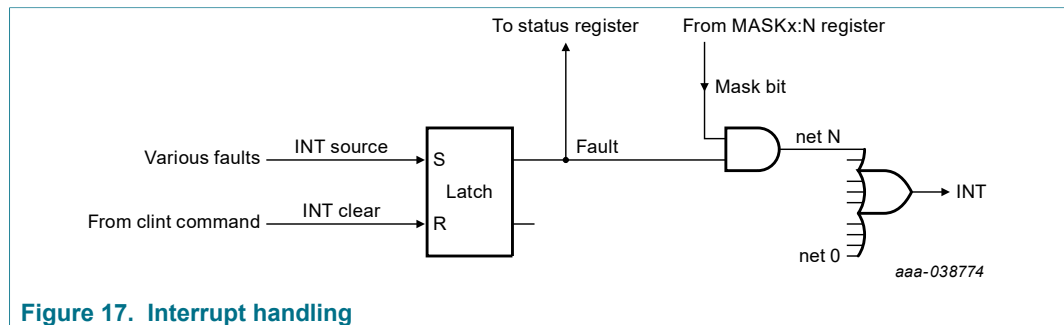 To status register
From MASKx:N register
Mask bit
net N
Various faults
INT source
S
Fault
Latch
INT
From clint command
INT clear
R
net 0
aaa-038774
Figure 17. Interrupt handling